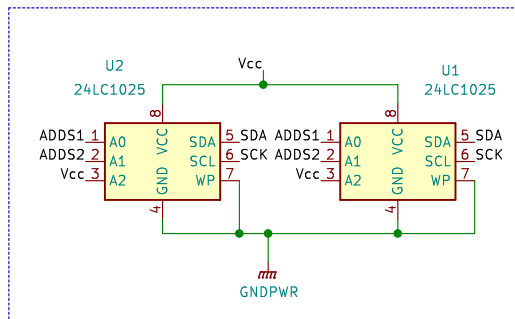 Vcc
U2
24LC1025
U1
24LC1025
ADDS1 1 A0 VCC 8 SDA 5 SDA
ADDS2 2 A1 SCL 6 SCK
Vcc 3 A2 GND 4 WP 7
ADDS1 1 A0 VCC 8 SDA 5 SDA
ADDS2 2 A1 SCL 6 SCK
Vcc 3 A2 GND 4 WP 7
GNDPWR